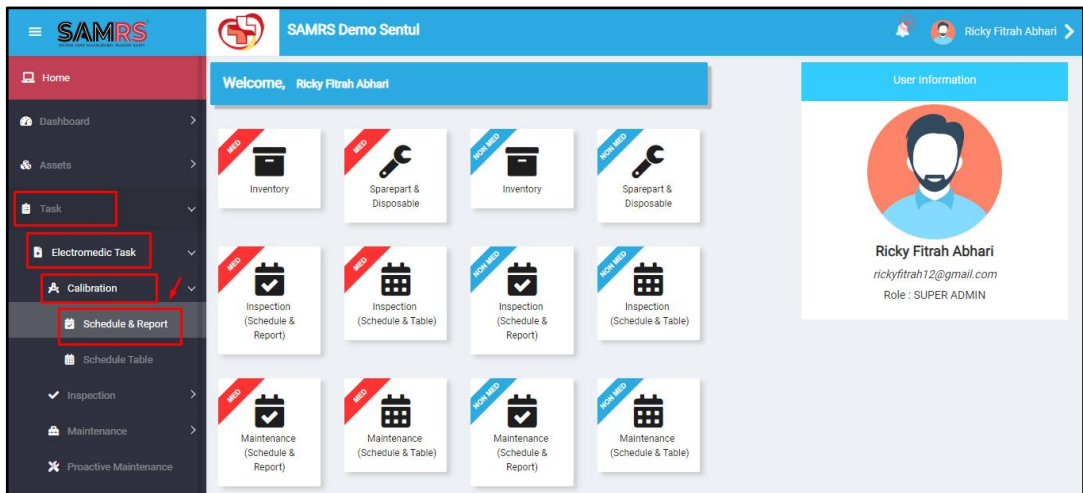 SAMRS
SAMRS Demo Sentul
Ricky Fitrah Abhari
Home
Dashboard
Assets
Task
Electromedic Task
Calibration
Schedule & Report
Schedule Table
Inspection
Maintenance
Proactive Maintenance
Welcome, Ricky Fitrah Abhari
MED
Inventory
MED
Sparepart &
Disposable
NON MED
Inventory
NON MED
Sparepart &
Disposable
MED
Inspection
(Schedule &
Report)
MED
Inspection
(Schedule & Table)
NON MED
Inspection
(Schedule &
Report)
NON MED
Inspection
(Schedule & Table)
MED
Maintenance
(Schedule &
Report)
MED
Maintenance
(Schedule & Table)
NON MED
Maintenance
(Schedule &
Report)
NON MED
Maintenance
(Schedule & Table)
User Information
Ricky Fitrah Abhari
rickyfitrah12@gmail.com
Role : SUPER ADMIN